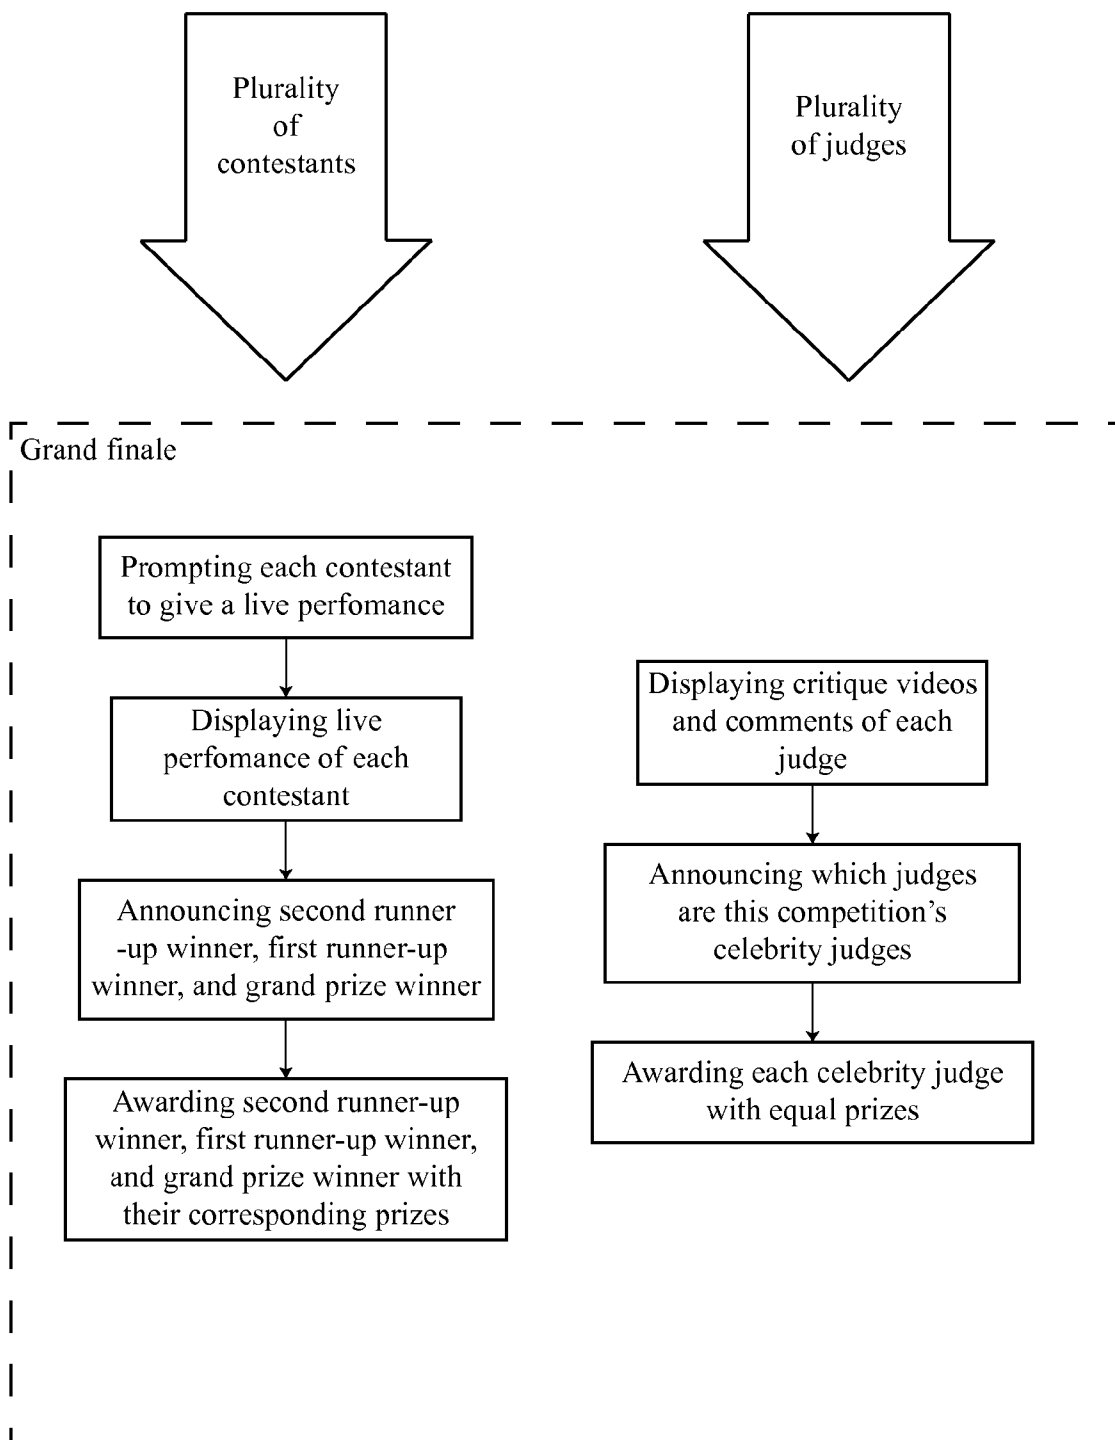 Plurality
of
contestants
Plurality
of judges
Grand finale
Prompting each contestant
to give a live perfomance
Displaying live
perfomance of each
contestant
Announcing second runner
-up winner, first runner-up
winner, and grand prize winner
Awarding second runner-up
winner, first runner-up winner,
and grand prize winner with
their corresponding prizes
Displaying critique videos
and comments of each
judge
Announcing which judges
are this competition’s
celebrity judges
Awarding each celebrity judge
with equal prizes